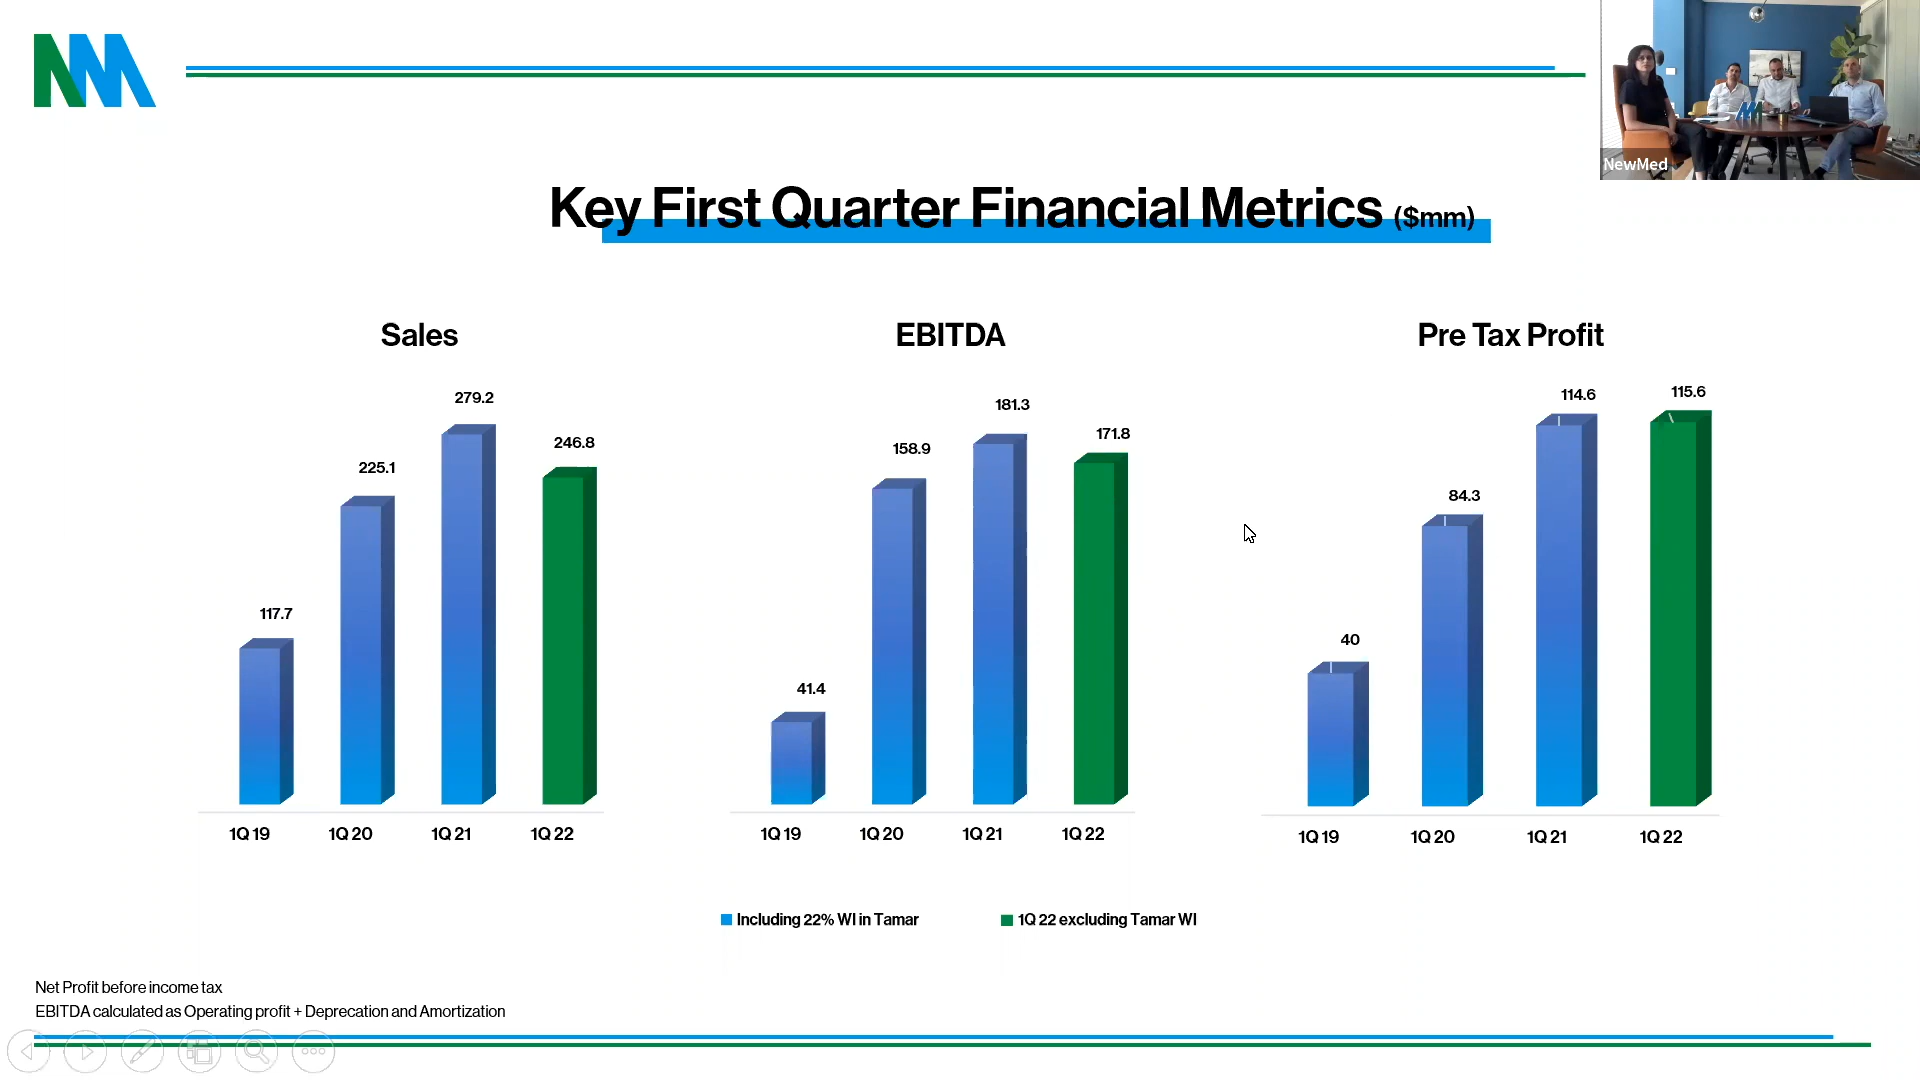 NM
NewMed
Key First Quarter Financial Metrics ($mm)
Sales
279.2
246.8
225.1
117.7
1Q 19 1Q 20 1Q 21 1Q 22
EBITDA
181.3
171.8
158.9
41.4
1Q 19 1Q 20 1Q 21 1Q 22
Pre Tax Profit
115.6
114.6
84.3
40
1Q 19 1Q 20 1Q 21 1Q 22
Including 22% WI in Tamar
1Q 22 excluding Tamar WI
Net Profit before income tax
EBITDA calculated as Operating profit + Deprecation and Amortization